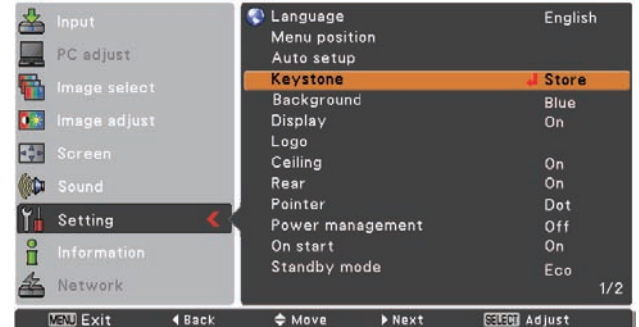 Input
PC adjust
Image select
Image adjust
Screen
Sound
Setting
Information
Network
Language English
Menu position
Auto setup
Keystone Store
Background Blue
Display On
Logo
Ceiling On
Rear On
Pointer Dot
Power management Off
On start On
Standby mode Eco
1/2
MENU Exit Back Move Next SELECT Adjust